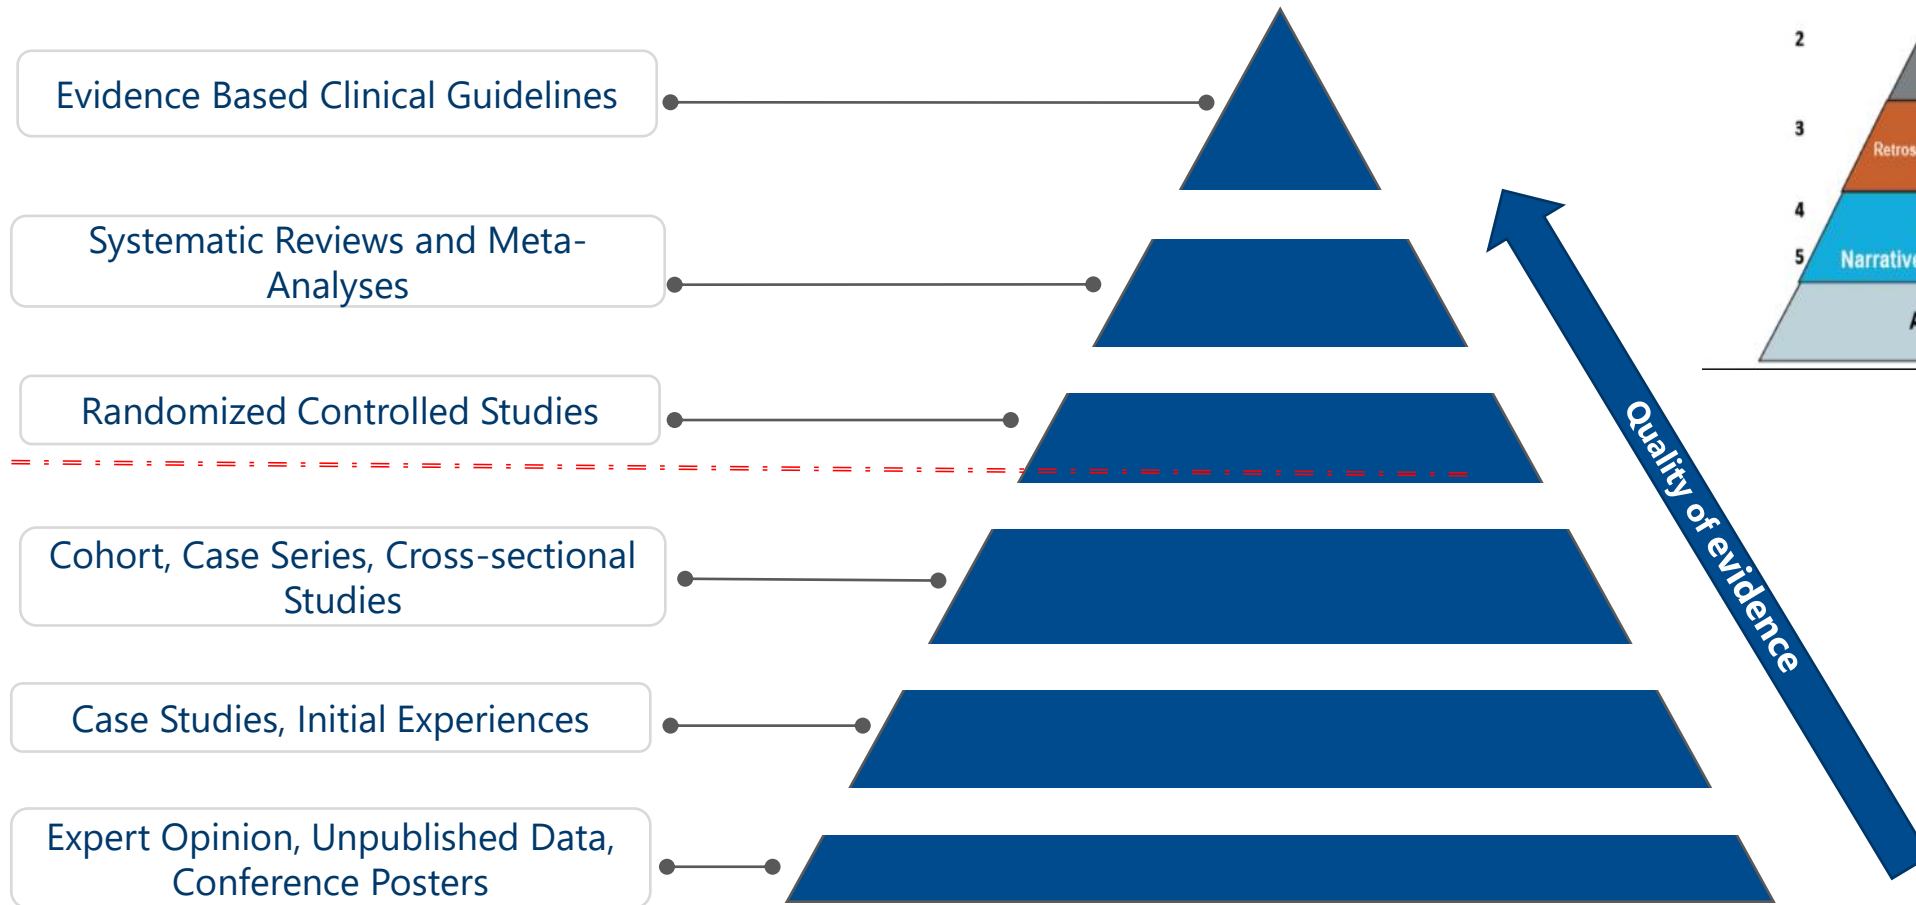 Evidence Based Clinical Guidelines
Systematic Reviews and Meta-
Analyses
Randomized Controlled Studies
Cohort, Case Series, Cross-sectional
Studies
Case Studies, Initial Experiences
Expert Opinion, Unpublished Data,
Conference Posters
Quality of evidence
2
3
4
5